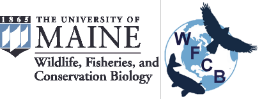 1865 THE UNIVERSITY OF
MAINE
Wildlife, Fisheries, and
Conservation Biology
W
F
C
B